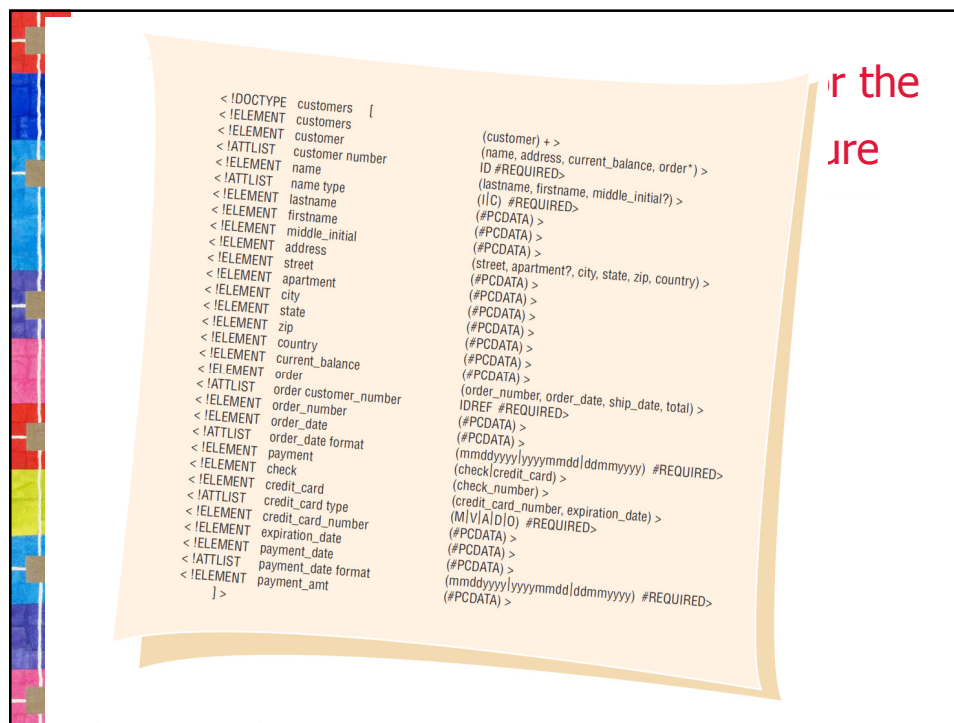 r the
ure
< !DOCTYPE customers [
< !ELEMENT customers (customer) + >
< !ELEMENT customer (name, address, current_balance, order*) >
< !ATTLIST customer number ID #REQUIRED>
< !ELEMENT name (lastname, firstname, middle_initial?) >
< !ATTLIST name type (I|C) #REQUIRED>
< !ELEMENT lastname (#PCDATA) >
< !ELEMENT firstname (#PCDATA) >
< !ELEMENT middle_initial (#PCDATA) >
< !ELEMENT address (street, apartment?, city, state, zip, country) >
< !ELEMENT street (#PCDATA) >
< !ELEMENT apartment (#PCDATA) >
< !ELEMENT city (#PCDATA) >
< !ELEMENT state (#PCDATA) >
< !ELEMENT zip (#PCDATA) >
< !ELEMENT country (#PCDATA) >
< !ELEMENT current_balance (#PCDATA) >
< !ELEMENT order (order_number, order_date, ship_date, total) >
< !ATTLIST order customer_number IDREF #REQUIRED>
< !ELEMENT order_number (#PCDATA) >
< !ELEMENT order_date (#PCDATA) >
< !ATTLIST order_date format (mmddyyyy|yyyymmdd|ddmmyyyy) #REQUIRED>
< !ELEMENT payment (check|credit_card) >
< !ELEMENT check (check_number) >
< !ELEMENT credit_card (credit_card_number, expiration_date) >
< !ATTLIST credit_card type (M|V|A|D|O) #REQUIRED>
< !ELEMENT credit_card_number (#PCDATA) >
< !ELEMENT expiration_date (#PCDATA) >
< !ELEMENT payment_date (#PCDATA) >
< !ATTLIST payment_date format (mmddyyyy|yyyymmdd|ddmmyyyy) #REQUIRED>
< !ELEMENT payment_amt (#PCDATA) >
] >